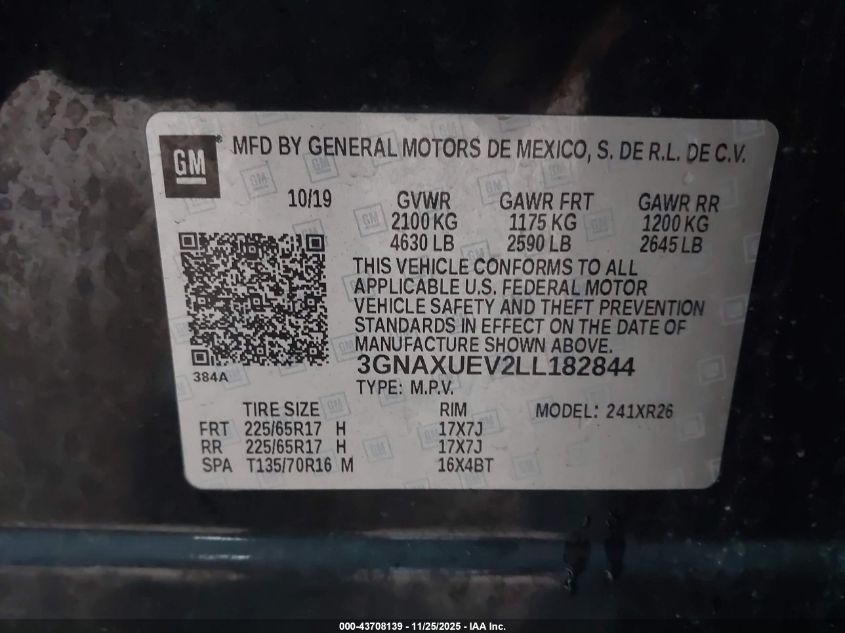 GM
MFD BY GENERAL MOTORS DE MEXICO, S. DE R.L. DE C.V.
10/19 GVWR GAWR FRT GAWR RR
2100 KG 1175 KG 1200 KG
4630 LB 2590 LB 2645 LB
THIS VEHICLE CONFORMS TO ALL
APPLICABLE U.S. FEDERAL MOTOR
VEHICLE SAFETY AND THEFT PREVENTION
STANDARDS IN EFFECT ON THE DATE OF
MANUFACTURE SHOWN ABOVE.
384A
3GNAXUEV2LL182844
TYPE: M.P.V.
TIRE SIZE RIM MODEL: 241XR26
FRT 225/65R17 H 17X7J
RR 225/65R17 H 17X7J
SPA T135/70R16 M 16X4BT
000-43708139 - 11/25/2025 - IAA Inc.